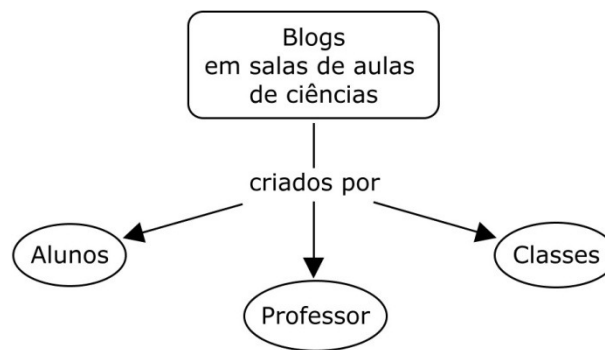 Blogs
em salas de aulas
de ciências
criados por
Alunos
Classes
Professor